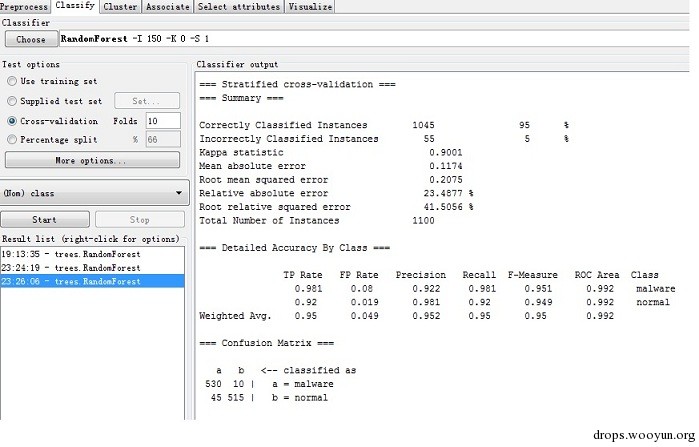 Preprocess Classify Cluster Associate Select attributes Visualize
Classifier
Choose RandomForest -I 150 -K 0 -S 1
Test options
Use training set
Supplied test set Set...
Cross-validation Folds 10
Percentage split % 66
More options...
(Nom) class
Start Stop
Result list (right-click for options)
19:13:35 - trees.RandomForest
23:24:19 - trees.RandomForest
23:26:06 - trees.RandomForest
Classifier output
=== Stratified cross-validation ===
=== Summary ===
Correctly Classified Instances 1045 95 %
Incorrectly Classified Instances 55 5 %
Kappa statistic 0.9001
Mean absolute error 0.1174
Root mean squared error 0.2075
Relative absolute error 23.4877 %
Root relative squared error 41.5056 %
Total Number of Instances 1100
=== Detailed Accuracy By Class ===
TP Rate FP Rate Precision Recall F-Measure ROC Area Class
0.981 0.08 0.922 0.981 0.951 0.992 malware
0.92 0.019 0.981 0.92 0.949 0.992 normal
Weighted Avg. 0.95 0.049 0.952 0.95 0.95 0.992
=== Confusion Matrix ===
a b <-- classified as
530 10 | a = malware
45 515 | b = normal
drops.wooyun.org